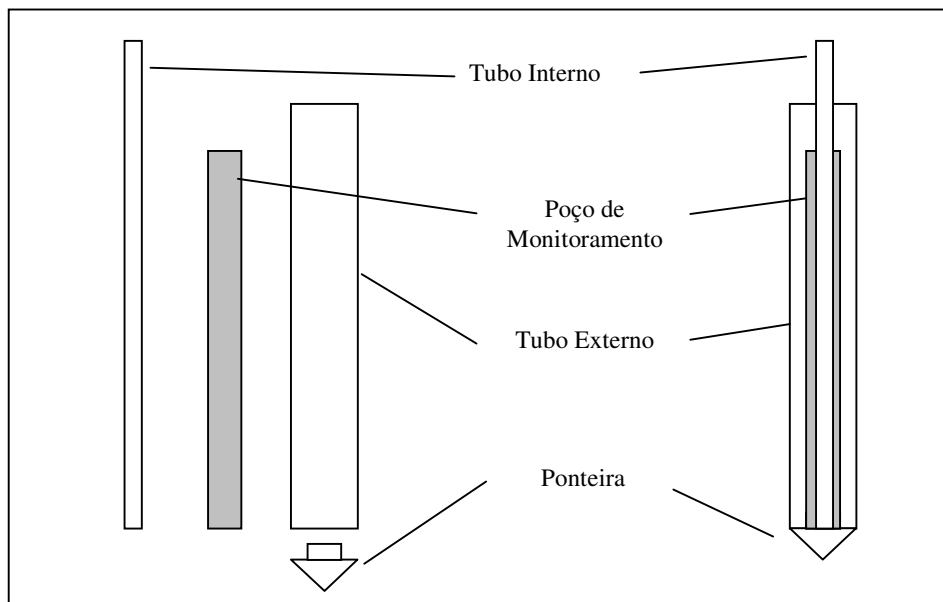 Tubo Interno
Poço de
Monitoramento
Tubo Externo
Ponteira